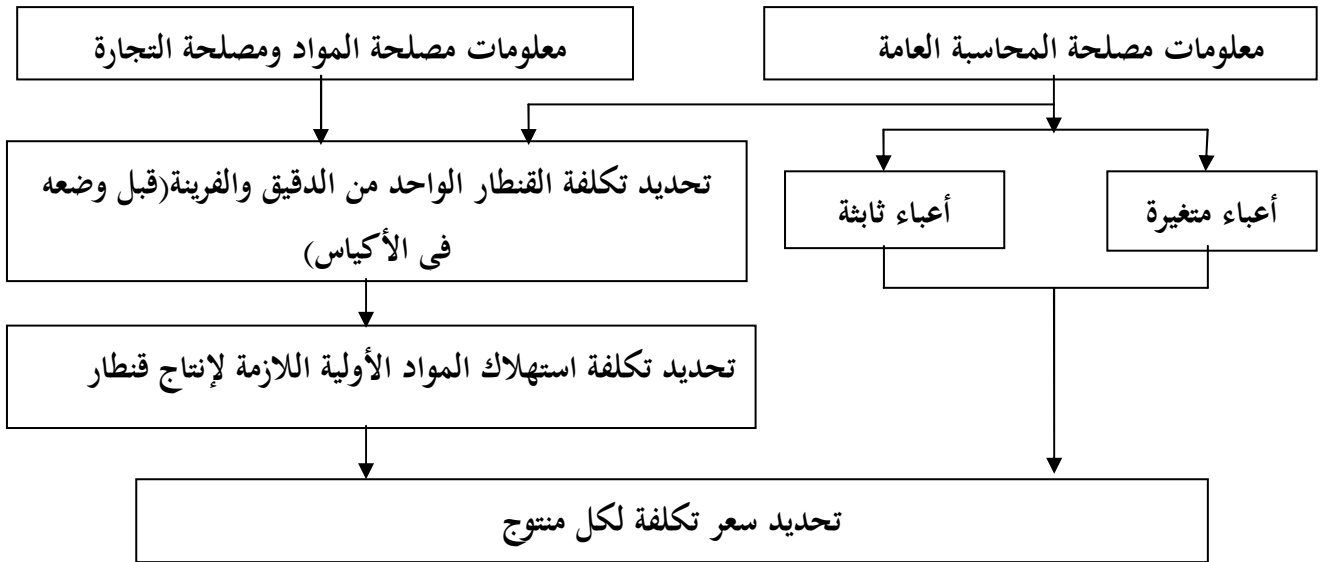 معلومات مصلحة المحاسبة العامة
معلومات مصلحة المواد ومصلحة التجارة
أعباء متغيرة
أعباء ثابثة
تحديد تكلفة القنطار الواحد من الدقيق والفرينة(قبل وضعه
فى الأكياس)
تحديد تكلفة استهلاك المواد الأولية اللازمة لإنتاج قنطار
تحديد سعر تكلفة لكل منتوج